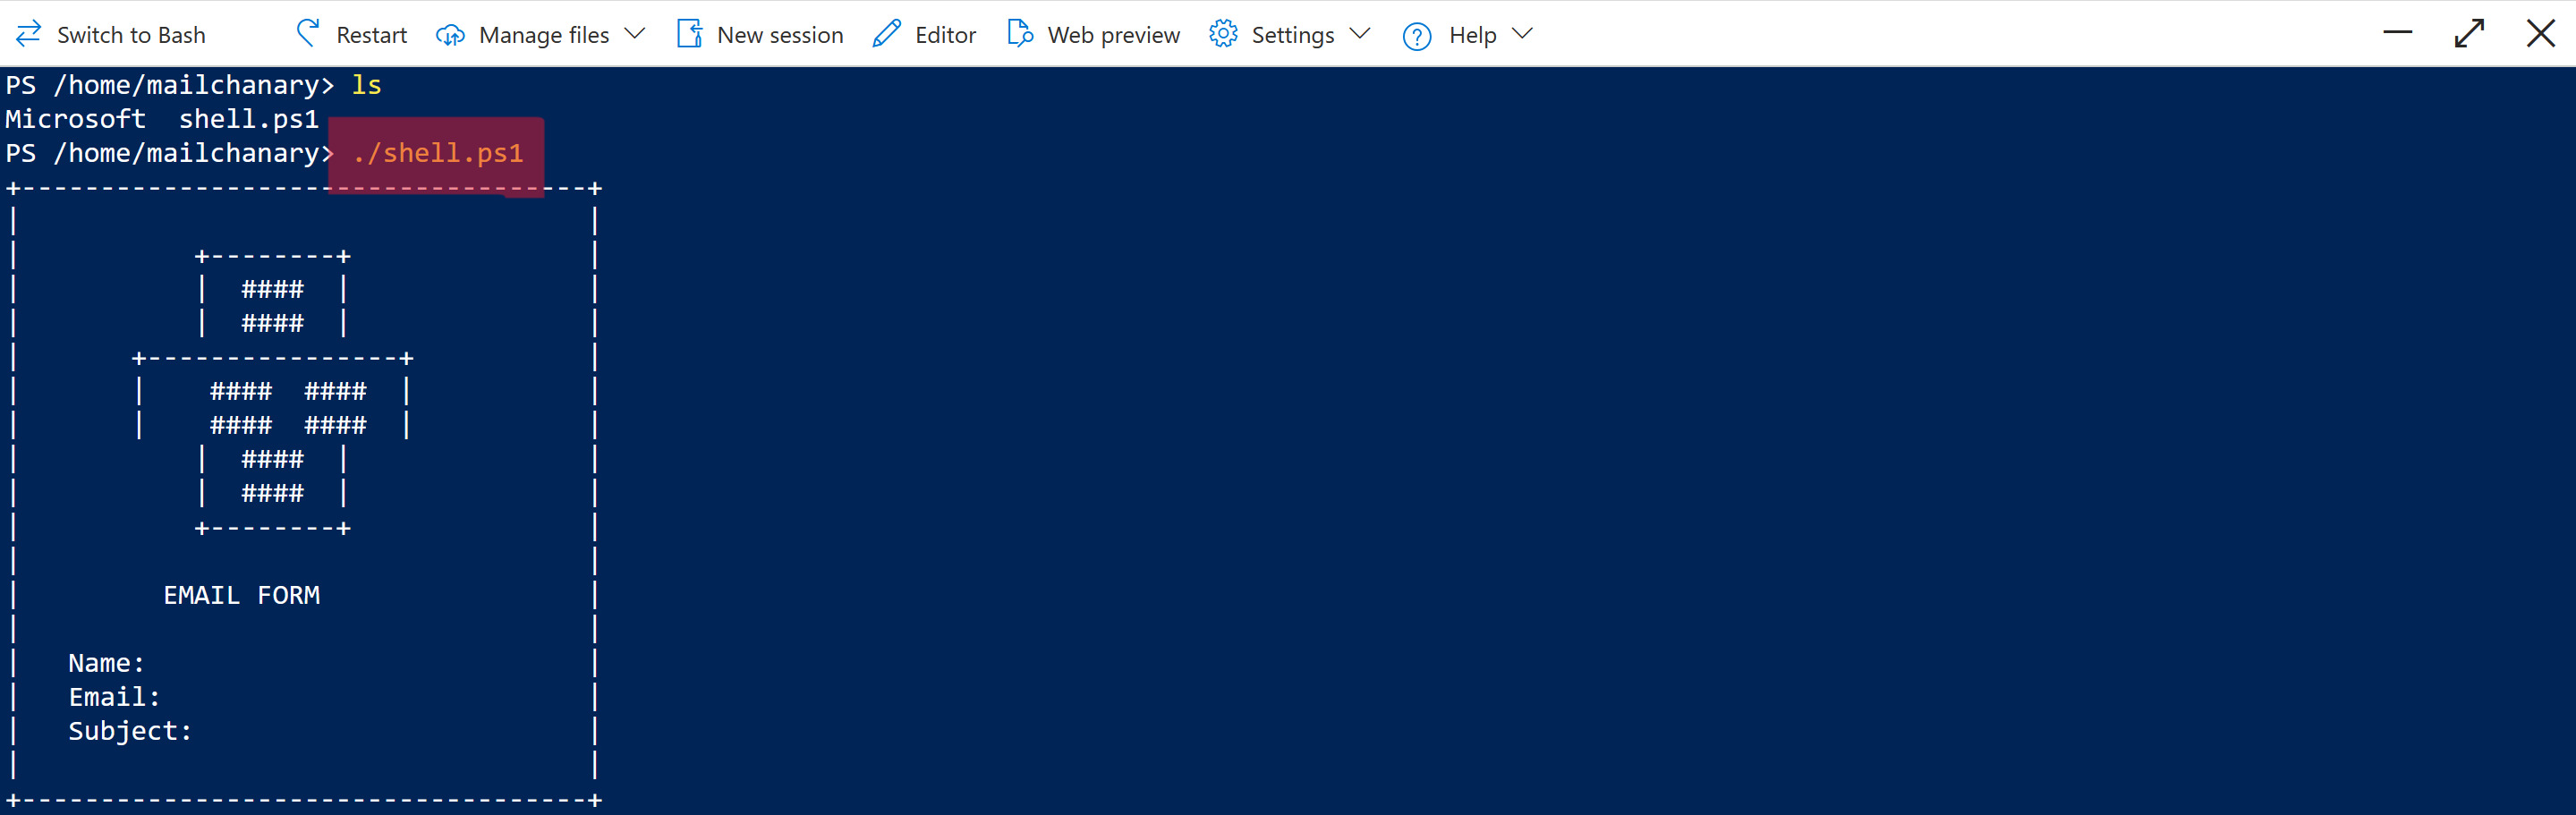 Switch to Bash Restart Manage files New session Editor Web preview Settings Help
PS /home/mailchanary> ls
Microsoft  shell.ps1
PS /home/mailchanary> ./shell.ps1
+------------------------------------+
|                                    |
|           +--------+               |
|           |  ####  |               |
|           |  ####  |               |
|       +----------------+           |
|       |    ####  ####  |           |
|       |    ####  ####  |           |
|           |  ####  |               |
|           |  ####  |               |
|           +--------+               |
|                                    |
|         EMAIL FORM                 |
|                                    |
|   Name:                            |
|   Email:                           |
|   Subject:                         |
|                                    |
+------------------------------------+